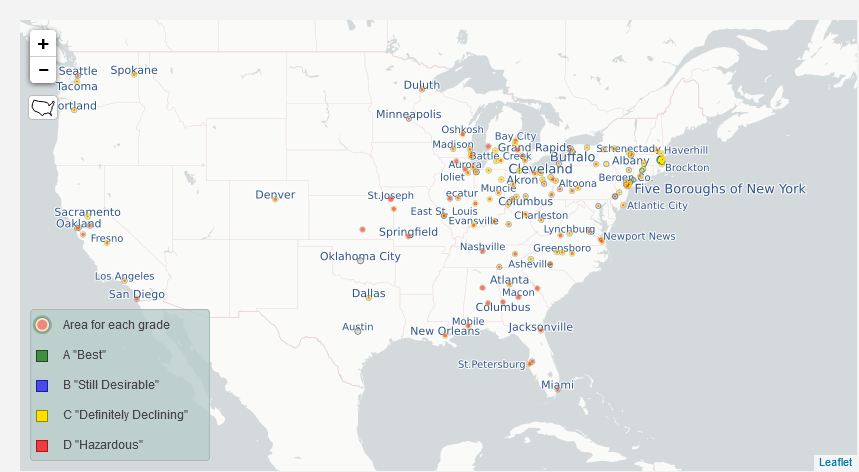 +
−
Seattle
Spokane
Tacoma
ortland
Duluth
Minneapolis
Oshkosh
Bay City
Madison
Grand Rapids
Schenectady
Haverhill
Battle Creek
Buffalo
Albany
Aurora
Cleveland
Brockton
Joliet
Akron
Bergen Co.
Altoona
Muncie
Five Boroughs of New York
Denver
St.Joseph
ecatur
Columbus
Atlantic City
Sacramento
East St. Louis
Charleston
Oakland
Evansville
Lynchburg
Springfield
Newport News
Fresno
Nashville
Greensboro
Oklahoma City
Asheville
Los Angeles
Atlanta
San Diego
Dallas
Macon
Columbus
Mobile
Austin
New Orleans
Jacksonville
St.Petersburg
Miami
Area for each grade
A "Best"
B "Still Desirable"
C "Definitely Declining"
D "Hazardous"
Leaflet